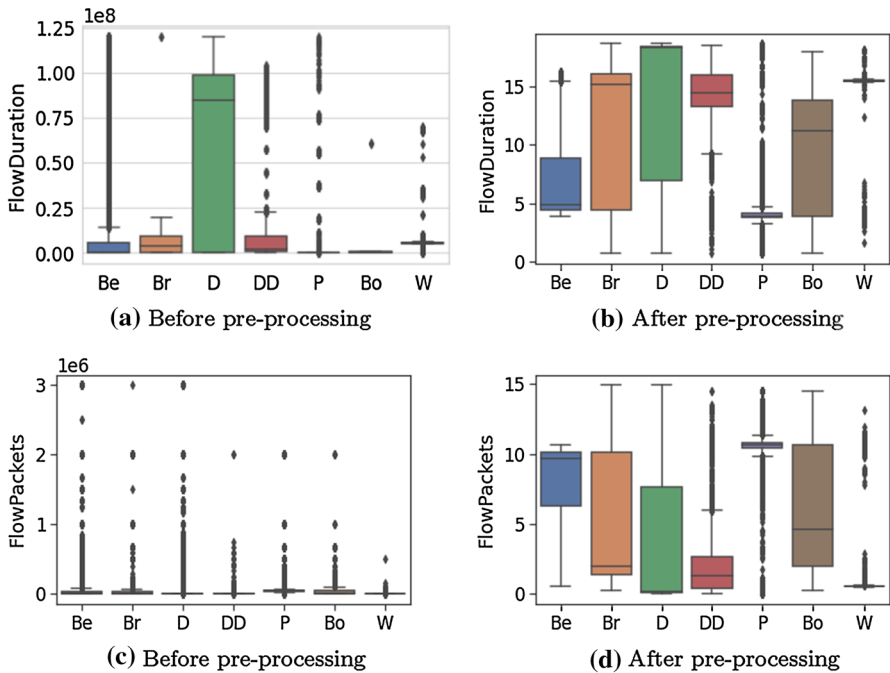 1e8
FlowDuration
1.25
1.00
0.75
0.50
0.25
0.00
Be Br D DD P Bo W
(a) Before pre-processing
FlowDuration
15
10
5
0
Be Br D DD P Bo W
(b) After pre-processing
1e6
FlowPackets
3
2
1
0
Be Br D DD P Bo W
(c) Before pre-processing
FlowPackets
15
10
5
0
Be Br D DD P Bo W
(d) After pre-processing